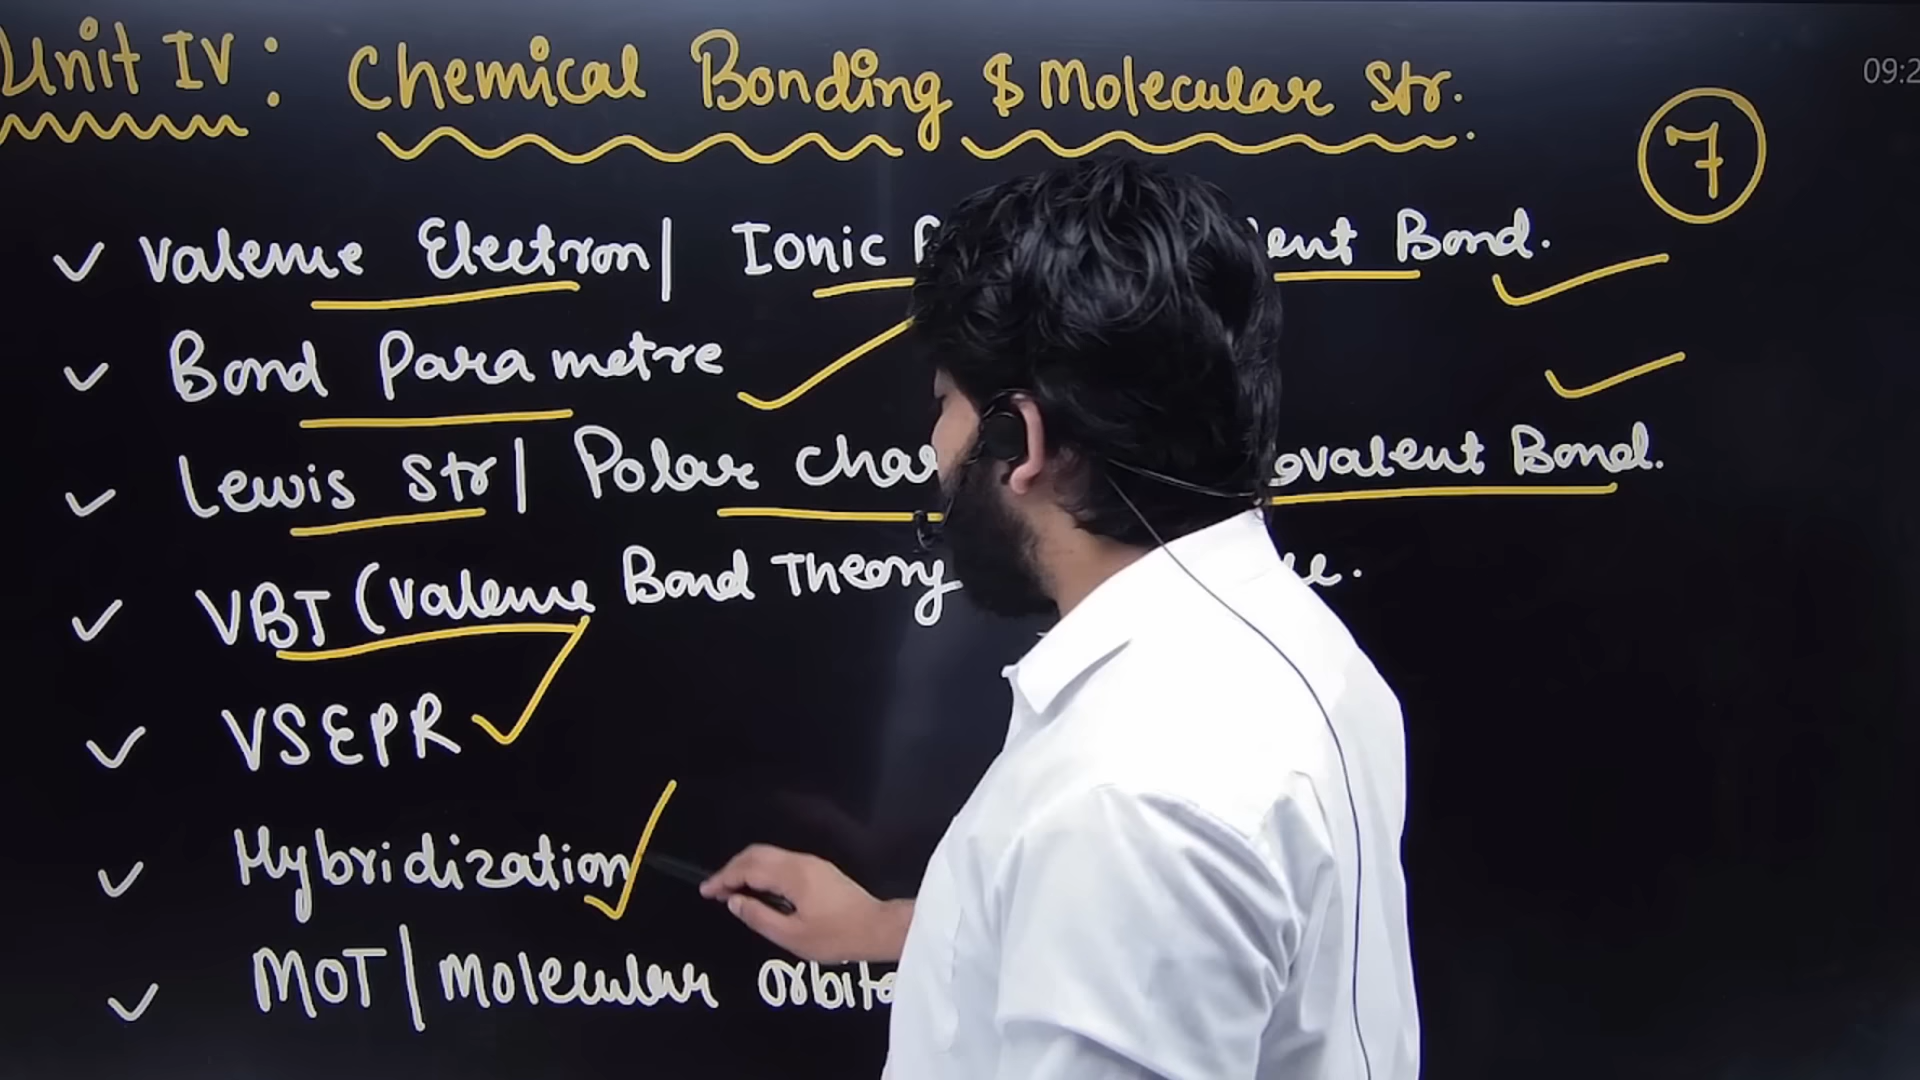 Unit IV : Chemical Bonding & Molecular Str.
09:2
7
Valence Electron | Ionic ent Bond.
Bond Parametre
Lewis Str | Polar Char ovalent Bond.
VBT (Valence Bond Theory
VSEPR
Hybridization
MOT | Molecular orbita